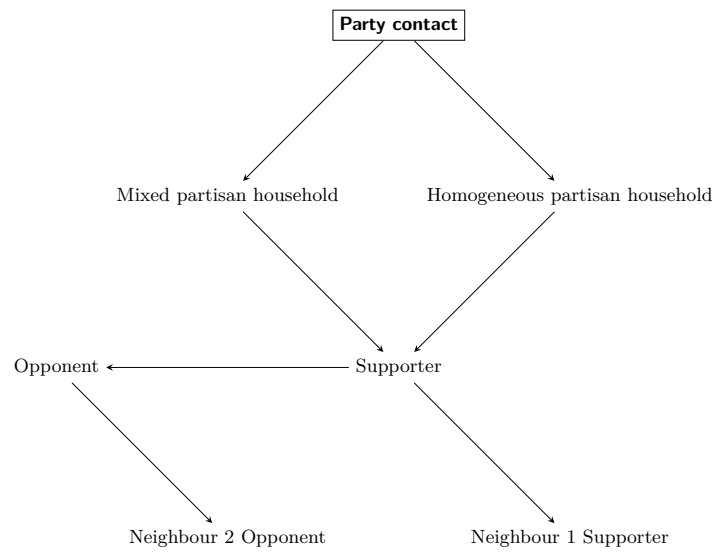 Party contact
Mixed partisan household
Homogeneous partisan household
Opponent
Supporter
Neighbour 2 Opponent
Neighbour 1 Supporter